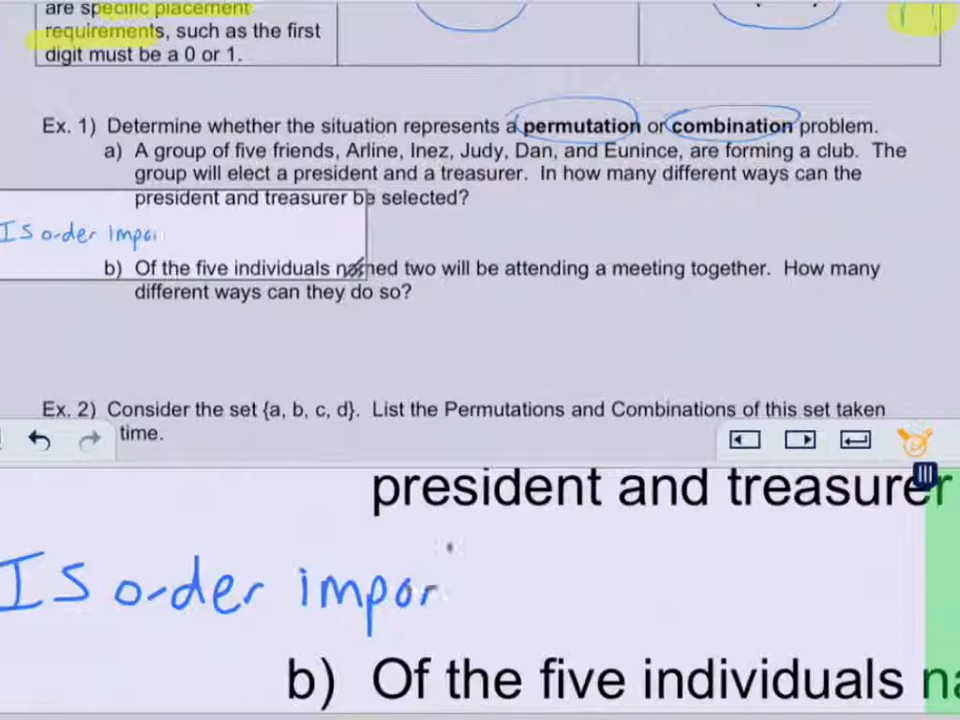 are specific placement
requirements, such as the first
digit must be a 0 or 1.
Ex. 1) Determine whether the situation represents a permutation or combination problem.
a) A group of five friends, Arline, Inez, Judy, Dan, and Eunince, are forming a club. The
group will elect a president and a treasurer. In how many different ways can the
president and treasurer be selected?
Is order impor
b) Of the five individuals named two will be attending a meeting together. How many
different ways can they do so?
Ex. 2) Consider the set {a, b, c, d}. List the Permutations and Combinations of this set taken
time.
president and treasurer
Is order impor
b) Of the five individuals na